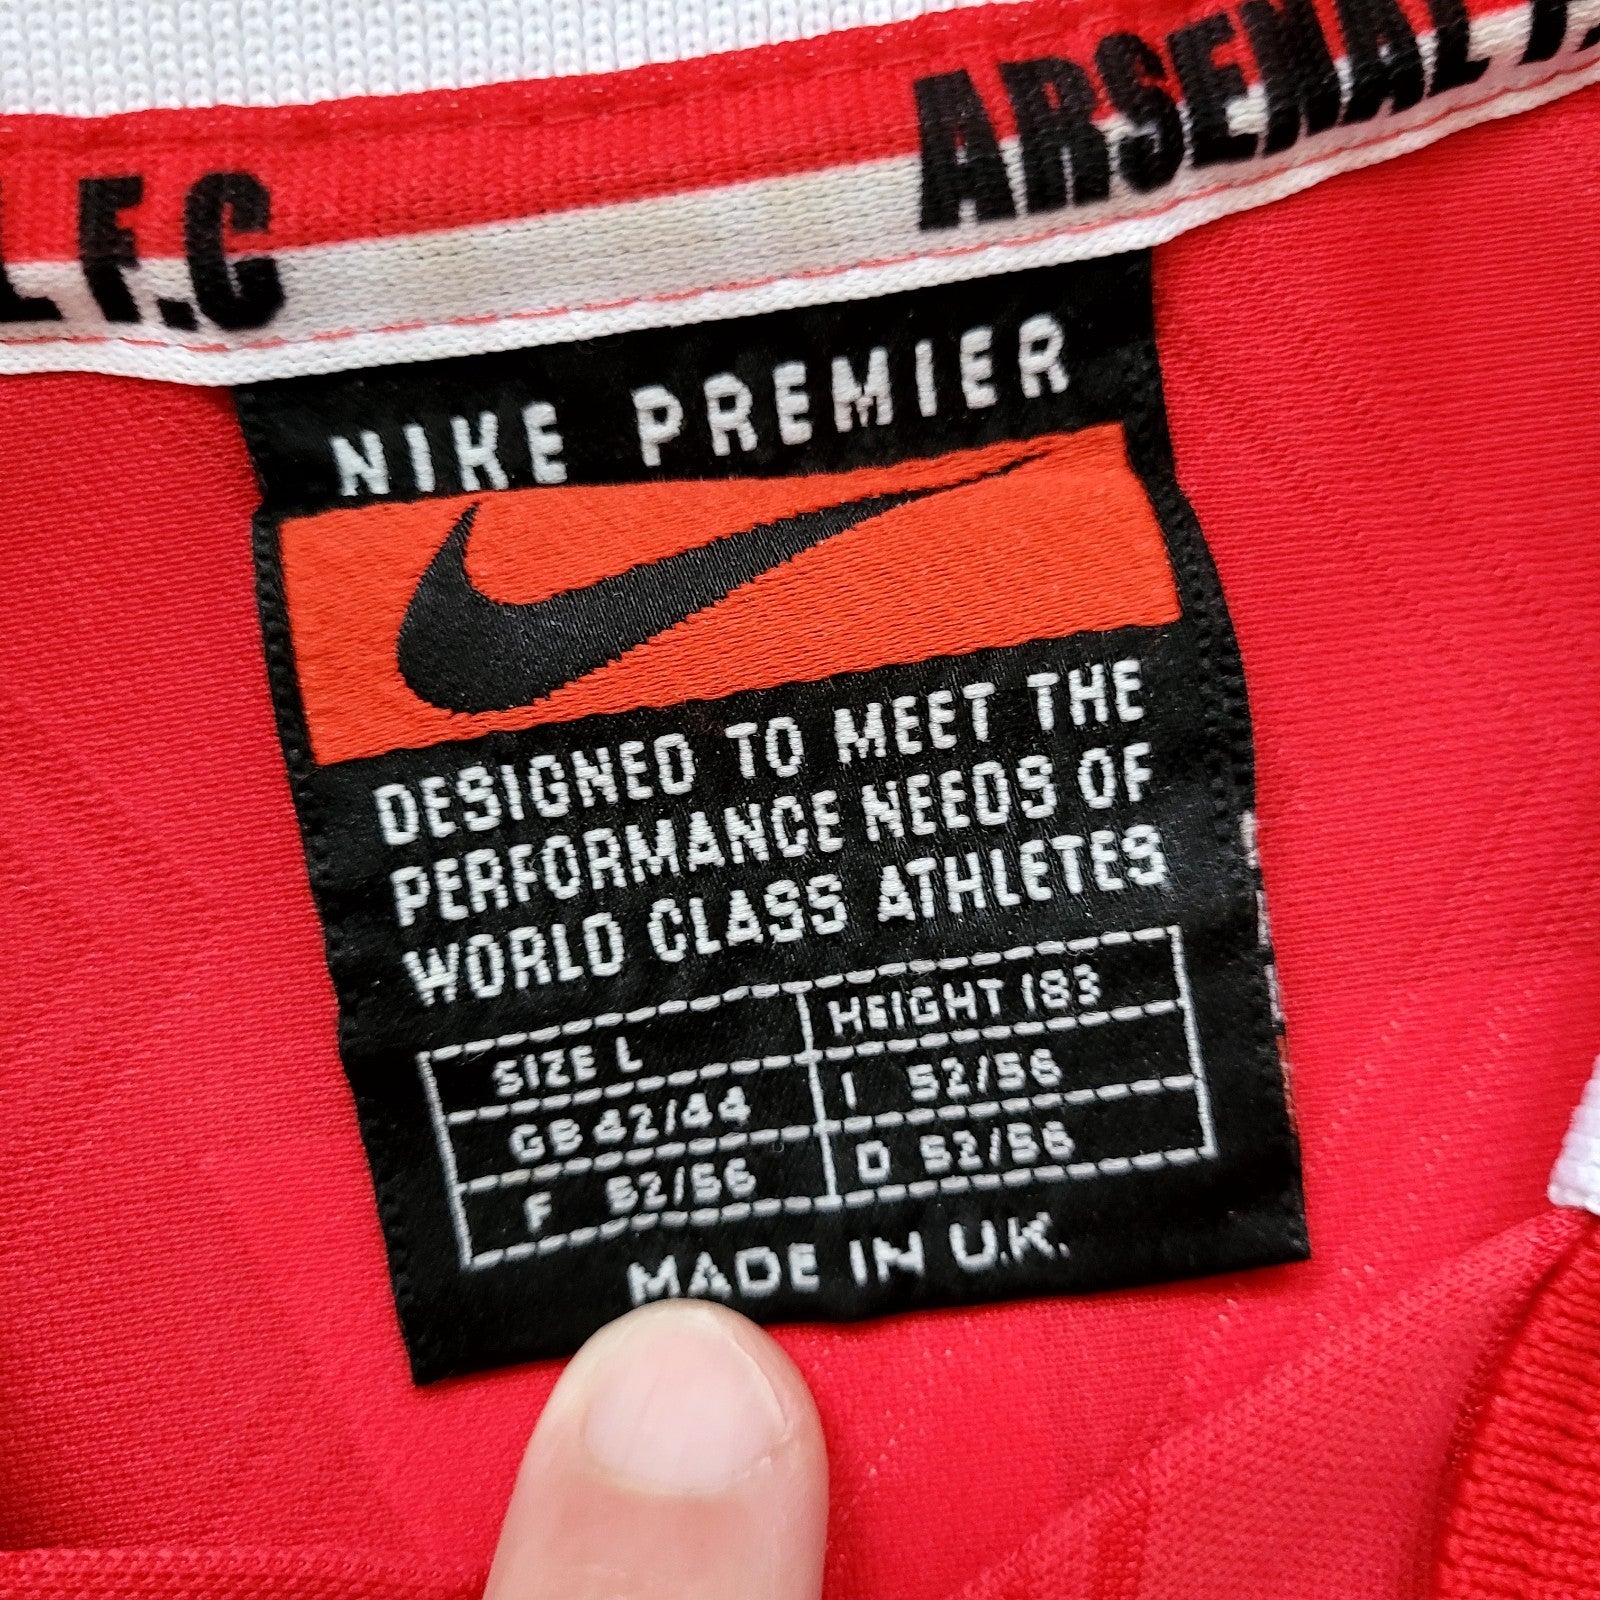 L F.C
ARSENAL F.
NIKE PREMIER
DESIGNED TO MEET THE
PERFORMANCE NEEDS OF
WORLD CLASS ATHLETES
SIZE L HEIGHT 183
GB 42/44 I 52/56
F 52/56 D 52/56
MADE IN U.K.